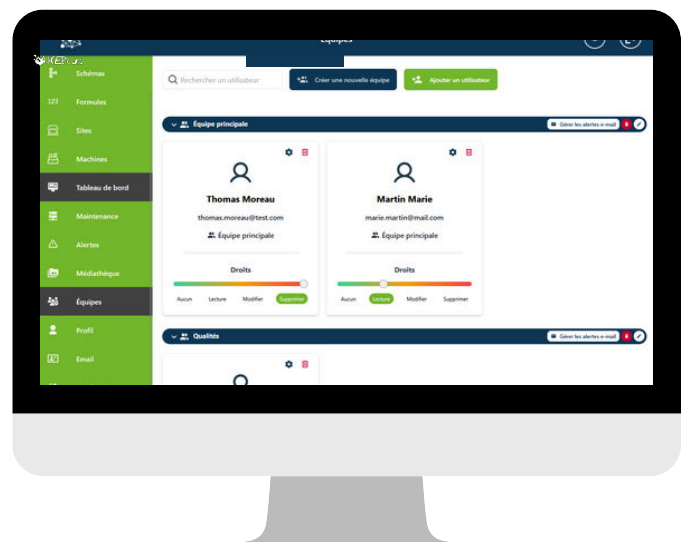 Équipes
Schémas
Rechercher un utilisateur
Créer une nouvelle équipe
Ajouter un utilisateur
123 Formules
Sites
Équipe principale
Gérer les alertes e-mail
Machines
Tableau de bord
Thomas Moreau
Martin Marie
Maintenance
thomas.moreau@test.com
marie.martin@mail.com
Équipe principale
Équipe principale
Alertes
Médiathèque
Droits
Droits
Équipes
Aucun Lecture Modifier Supprimer
Aucun Lecture Modifier Supprimer
Profil
Qualités
Gérer les alertes e-mail
Email